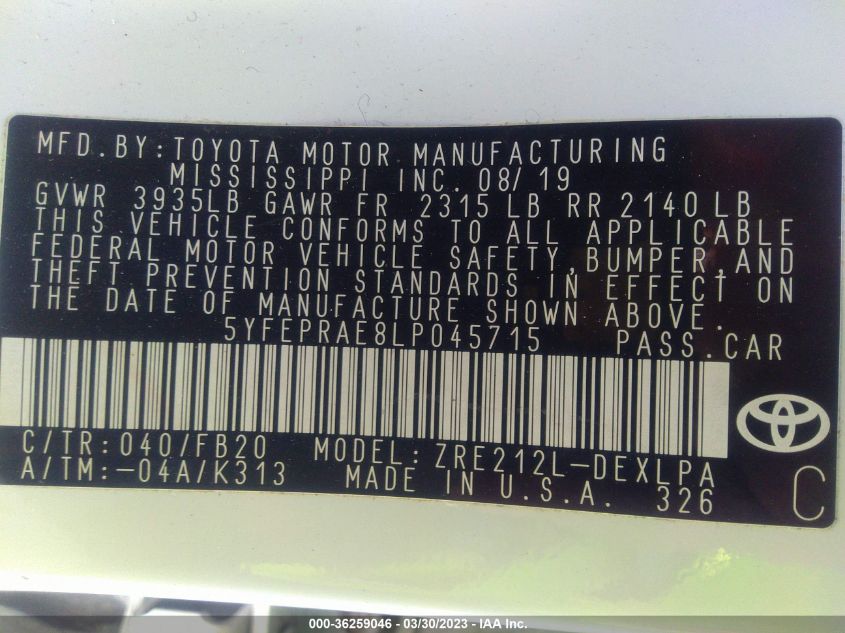 MFD.BY:TOYOTA MOTOR MANUFACTURING
MISSISSIPPI INC. 08/19
GVWR 3935LB GAWR FR 2315 LB RR 2140 LB
THIS VEHICLE CONFORMS TO ALL APPLICABLE
FEDERAL MOTOR VEHICLE SAFETY,BUMPER,AND
THEFT PREVENTION STANDARDS IN EFFECT ON
THE DATE OF MANUFACTURE SHOWN ABOVE.
5YFEPRAE8LP045715 PASS.CAR
C/TR:040/FB20 MODEL:ZRE212L-DEXLPA
A/TM:-04A/K313 MADE IN U.S.A. 326 C
000-36259046 - 03/30/2023 - IAA Inc.